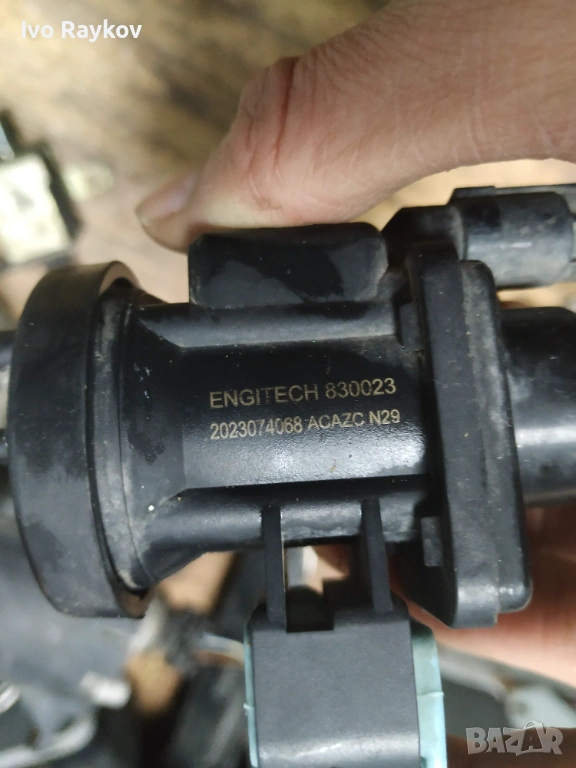 Ivo Raykov
ENGITECH 830023
2023074068 ACAZC N29
BAZAR